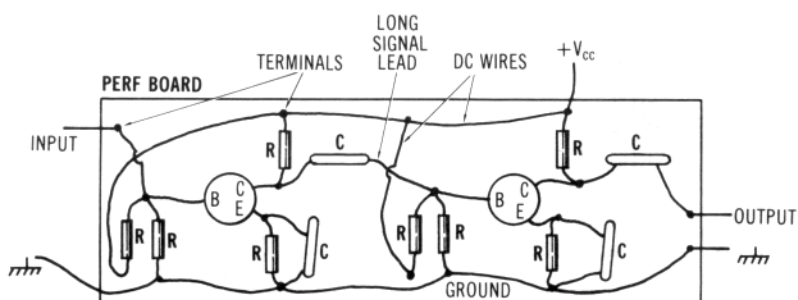 LONG
SIGNAL
LEAD
TERMINALS
DC WIRES
+Vcc
PERF BOARD
INPUT
R
C
R
C
B
C
E
B
C
E
OUTPUT
R
R
R
C
R
R
R
C
GROUND